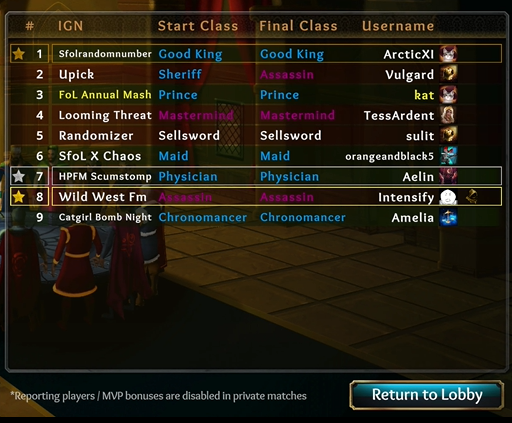 # IGN Start Class Final Class Username
1 Sfolrandomnumber Good King Good King ArcticXI
2 Upick Sheriff Assassin Vulgard
3 FoL Annual Mash Prince Prince kat
4 Looming Threat Mastermind Mastermind TessArdent
5 Randomizer Sellsword Sellsword sulit
6 SfoL X Chaos Maid Maid orangeandblack5
7 HPFM Scumstomp Physician Physician Aelin
8 Wild West Fm Assassin Assassin Intensify
9 Catgirl Bomb Night Chronomancer Chronomancer Amelia
*Reporting players / MVP bonuses are disabled in private matches
Return to Lobby